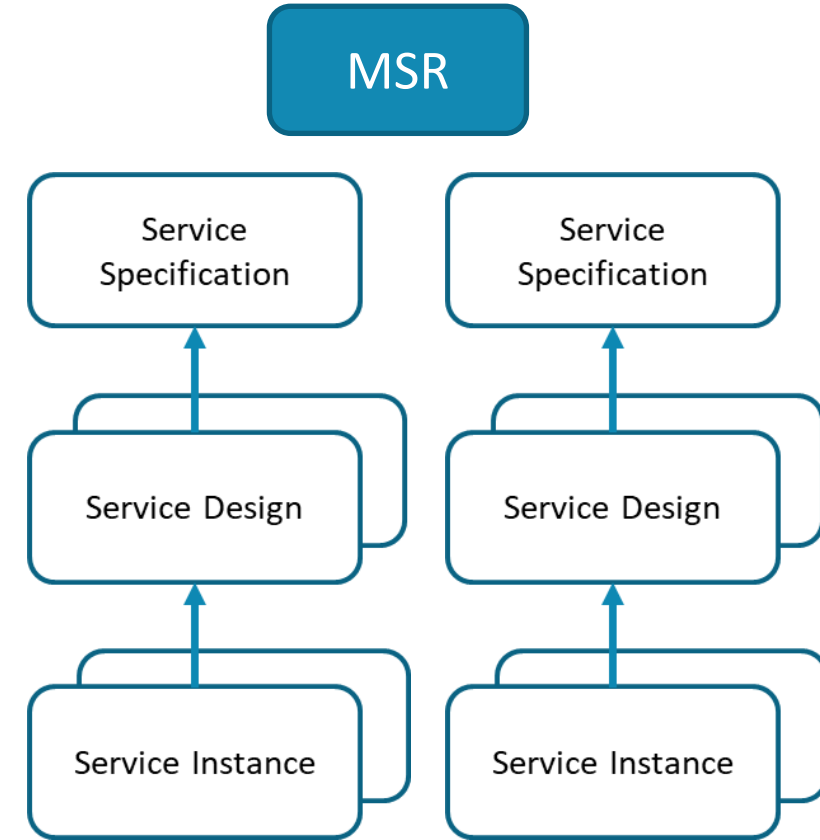 MSR
Service
Specification
Service
Specification
Service Design
Service Design
Service Instance
Service Instance